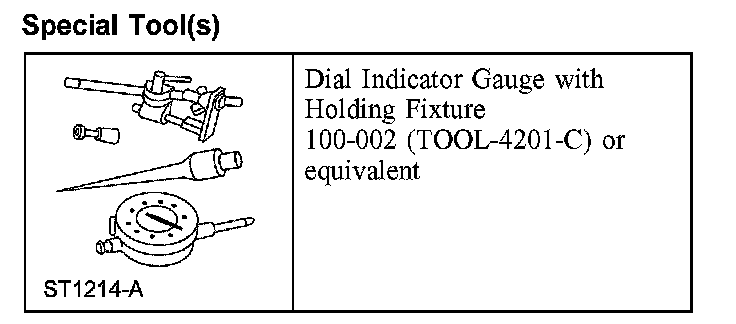 Special Tool(s)
Dial Indicator Gauge with
Holding Fixture
100-002 (TOOL-4201-C) or
equivalent
ST1214-A